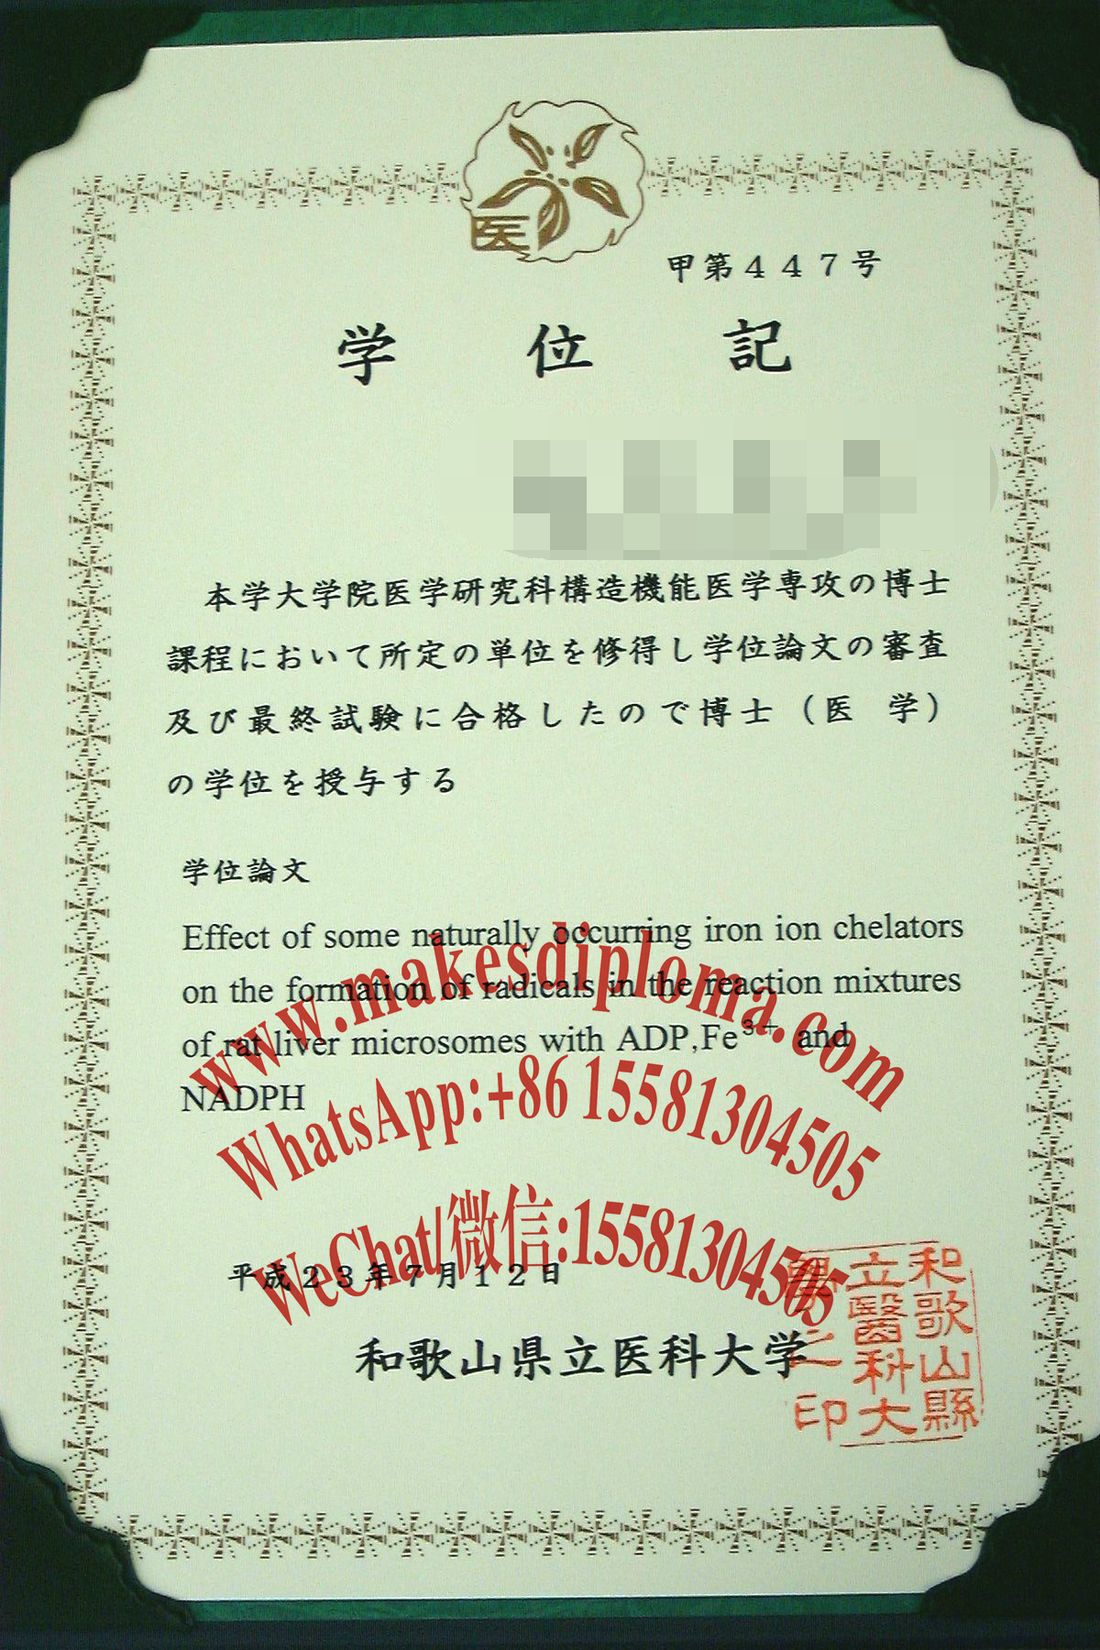 医
甲第４４７号
学位記
本学大学院医学研究科構造機能医学専攻の博士
課程において所定の単位を修得し学位論文の審査
及び最終試験に合格したので博士（医 学）
の学位を授与する
学位論文
Effect of some naturally occurring iron ion chelators
on the formation of radicals in the reaction mixtures
of rat liver microsomes with ADP,Fe³⁺ and
NADPH
www.makesdiploma.com
WhatsApp:+86 15581304505
WeChat/微信:15581304505
平成２３年７月１２日
和歌山県立医科大学
和歌山縣
立醫科大
學之印